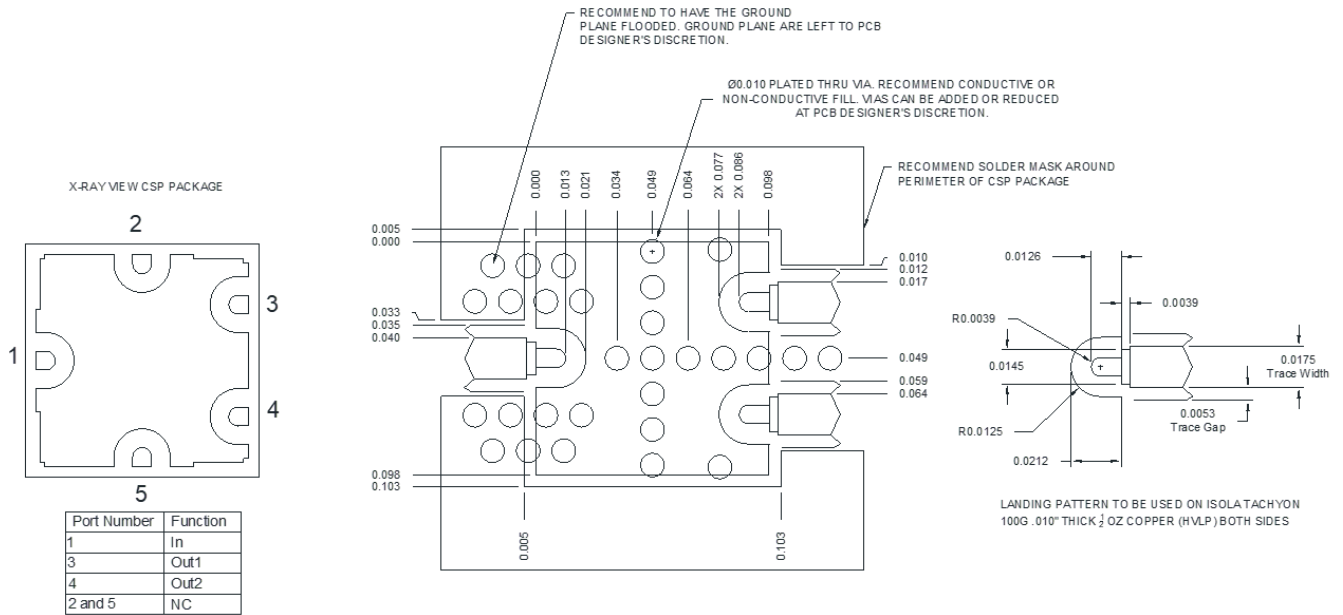 RECOMMEND TO HAVE THE GROUND
PLANE FLOODED. GROUND PLANE ARE LEFT TO PCB
DESIGNER'S DISCRETION.
Ø0.010 PLATED THRU VIA. RECOMMEND CONDUCTIVE OR
NON-CONDUCTIVE FILL. VIAS CAN BE ADDED OR REDUCED
AT PCB DESIGNER'S DISCRETION.
RECOMMEND SOLDER MASK AROUND
PERIMETER OF CSP PACKAGE
X-RAY VIEW CSP PACKAGE
2
3
1
4
5
Port Number Function
1 In
3 Out1
4 Out2
2 and 5 NC
0.000
0.013
0.021
0.034
0.049
0.064
2X 0.077
2X 0.086
0.098
0.005
0.000
0.033
0.035
0.040
0.098
0.103
0.010
0.012
0.017
0.049
0.059
0.064
0.005
0.103
0.0126
0.0039
R0.0039
0.0145
0.0175
Trace Width
R0.0125
0.0053
Trace Gap
0.0212
LANDING PATTERN TO BE USED ON ISOLA TACHYON
100G .010" THICK ½ OZ COPPER (HVLP) BOTH SIDES